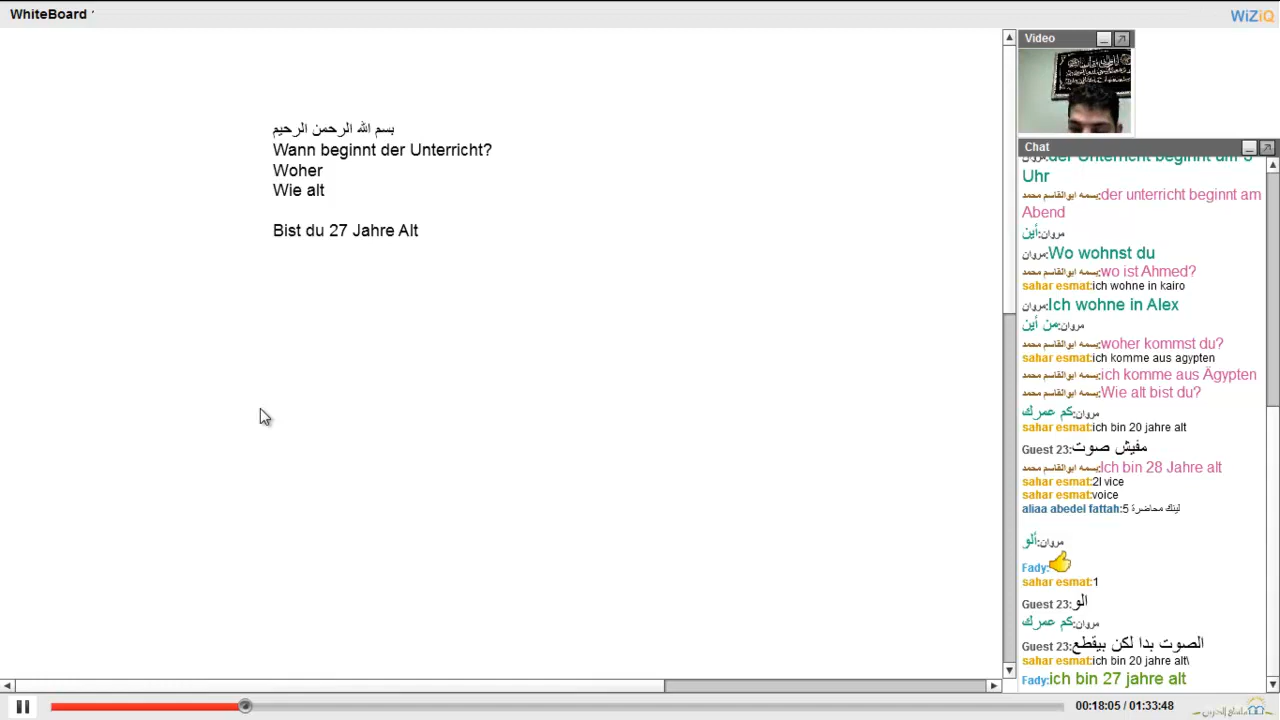 WhiteBoard
WiZiQ
بسم الله الرحمن الرحيم
Wann beginnt der Unterricht?
Woher
Wie alt
Bist du 27 Jahre Alt
Video
Chat
مروان:der Unterricht beginnt um
Uhr
بسمه ابوالقاسم محمد:der unterricht beginnt am
Abend
مروان:أين
مروان:Wo wohnst du
بسمه ابوالقاسم محمد:wo ist Ahmed?
sahar esmat:ich wohne in kairo
مروان:Ich wohne in Alex
مروان:من أين
بسمه ابوالقاسم محمد:woher kommst du?
sahar esmat:ich komme aus agypten
بسمه ابوالقاسم محمد:ich komme aus Ägypten
بسمه ابوالقاسم محمد:Wie alt bist du?
مروان:كم عمرك
sahar esmat:ich bin 20 jahre alt
Guest 23:مفيش صوت
بسمه ابوالقاسم محمد:Ich bin 28 Jahre alt
sahar esmat:2l vice
sahar esmat:voice
aliaa abedel fattah:لينك محاضرة 5
مروان:ألو
Fady:
sahar esmat:1
Guest 23:الو
مروان:كم عمرك
Guest 23:الصوت بدا لكن بيقطع
sahar esmat:ich bin 20 jahre alt\
Fady:ich bin 27 jahre alt
00:18:05 / 01:33:48